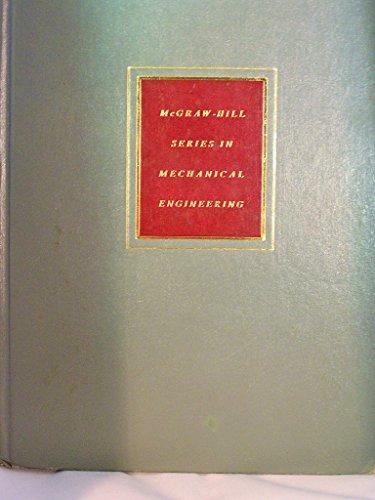 McGRAW-HILL
SERIES IN
MECHANICAL
ENGINEERING